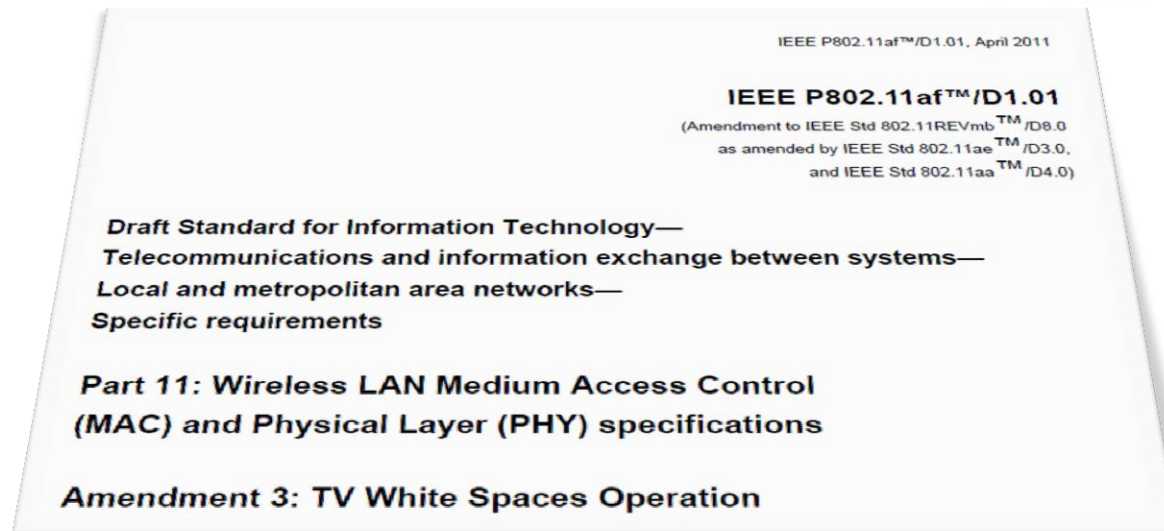 IEEE P802.11af™/D1.01, April 2011
IEEE P802.11af™/D1.01
(Amendment to IEEE Std 802.11REVmb™/D8.0
as amended by IEEE Std 802.11ae™/D3.0,
and IEEE Std 802.11aa™/D4.0)
Draft Standard for Information Technology—
Telecommunications and information exchange between systems—
Local and metropolitan area networks—
Specific requirements
Part 11: Wireless LAN Medium Access Control
(MAC) and Physical Layer (PHY) specifications
Amendment 3: TV White Spaces Operation